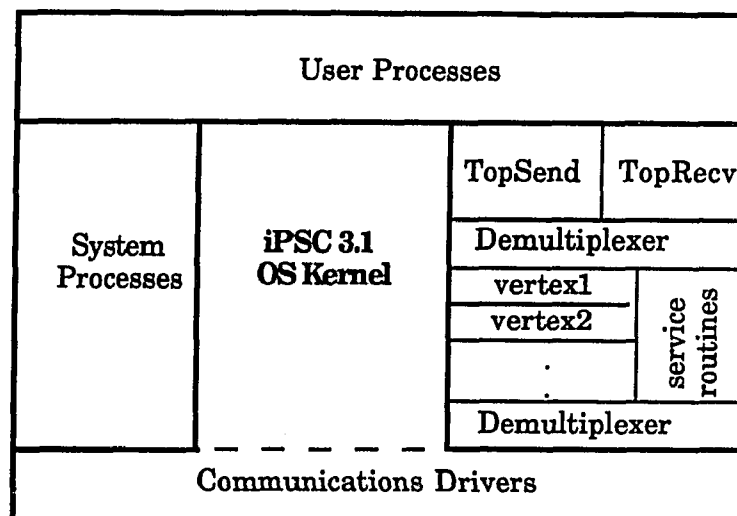 User Processes
TopSend
TopRecv
System
Processes
iPSC 3.1
OS Kernel
Demultiplexer
vertex1
vertex2
.
.
service
routines
Demultiplexer
Communications Drivers